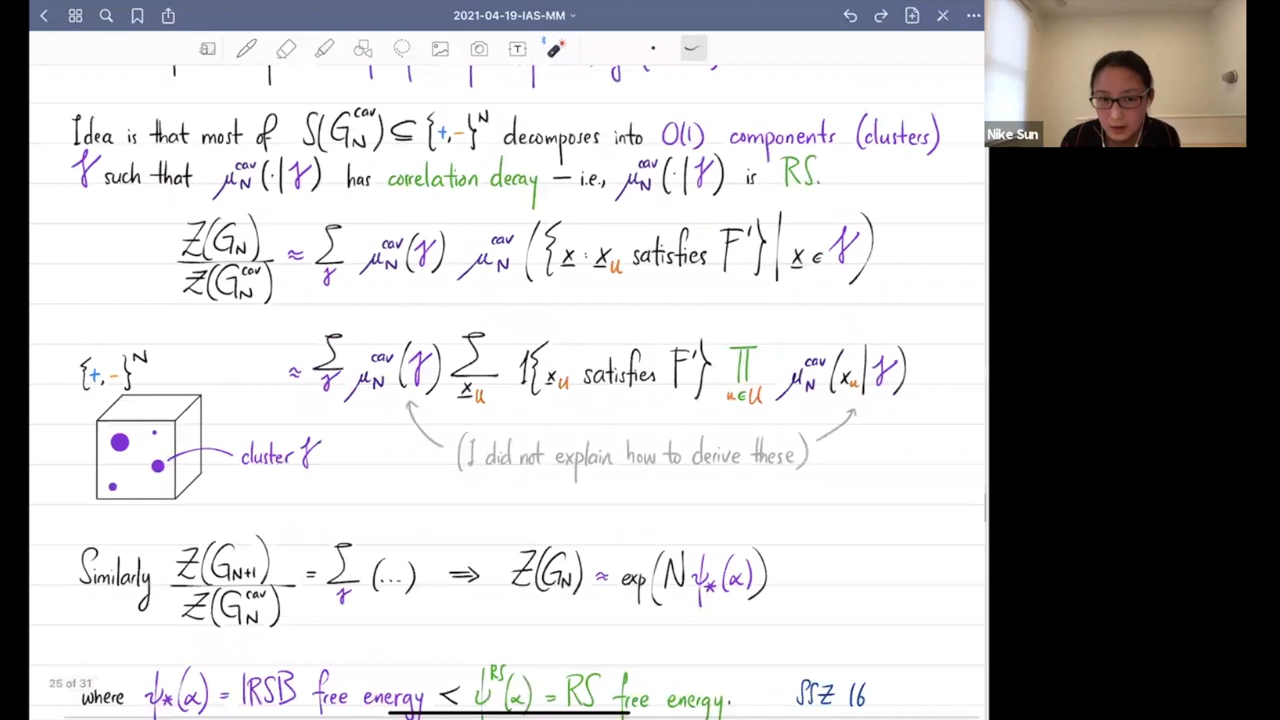 2021-04-19-IAS-MM
Nike Sun
Idea is that most of S(G_N^cav) ⊆ {+,-}^N decomposes into O(1) components (clusters)
γ such that μ_N^cav(·|γ) has correlation decay — i.e., μ_N^cav(·|γ) is RS.
Z(G_N)/Z(G_N^cav) ≈ Σ_γ μ_N^cav(γ) μ_N^cav({x : x_U satisfies F'} | x ∈ γ)
{+,-}^N ≈ Σ_γ μ_N^cav(γ) Σ_{x_U} 1{x_U satisfies F'} ∏_{u∈U} μ_N^cav(x_u|γ)
cluster γ (I did not explain how to derive these)
Similarly Z(G_{N+1})/Z(G_N^cav) = Σ_γ (...) ⟹ Z(G_N) ≈ exp(N ψ_*(α))
25 of 31
where ψ_*(α) = 1RSB free energy < ψ^RS(α) = RS free energy. SSZ 16